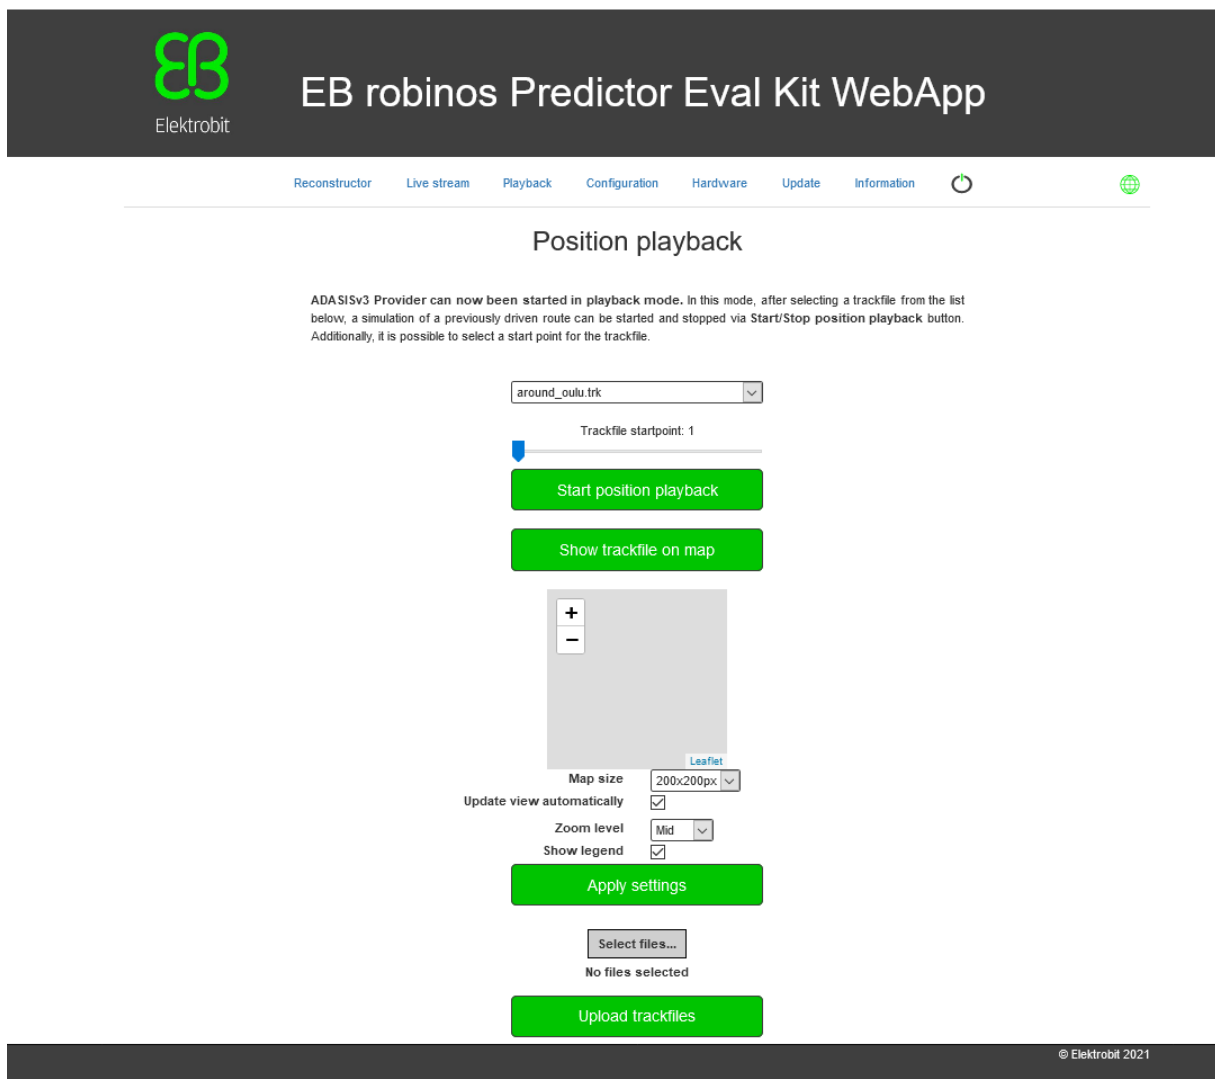 EB
Elektrobit
EB robinos Predictor Eval Kit WebApp
Reconstructor Live stream Playback Configuration Hardware Update Information
Position playback
ADASISv3 Provider can now been started in playback mode. In this mode, after selecting a trackfile from the list
below, a simulation of a previously driven route can be started and stopped via Start/Stop position playback button.
Additionally, it is possible to select a start point for the trackfile.
around_oulu.trk
Trackfile startpoint: 1
Start position playback
Show trackfile on map
+
−
Leaflet
Map size 200x200px
Update view automatically
Zoom level Mid
Show legend
Apply settings
Select files...
No files selected
Upload trackfiles
© Elektrobit 2021